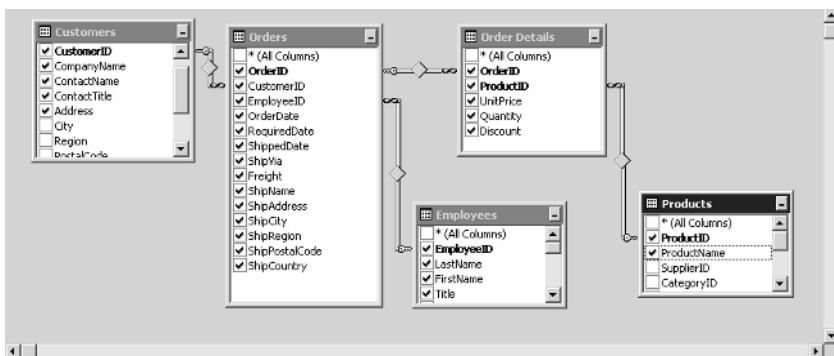 Customers
CustomerID
CompanyName
ContactName
ContactTitle
Address
City
Region
PostalCode
Orders
* (All Columns)
OrderID
CustomerID
EmployeeID
OrderDate
RequiredDate
ShippedDate
ShipVia
Freight
ShipName
ShipAddress
ShipCity
ShipRegion
ShipPostalCode
ShipCountry
Order Details
* (All Columns)
OrderID
ProductID
UnitPrice
Quantity
Discount
Employees
* (All Columns)
EmployeeID
LastName
FirstName
Title
Products
* (All Columns)
ProductID
ProductName
SupplierID
CategoryID